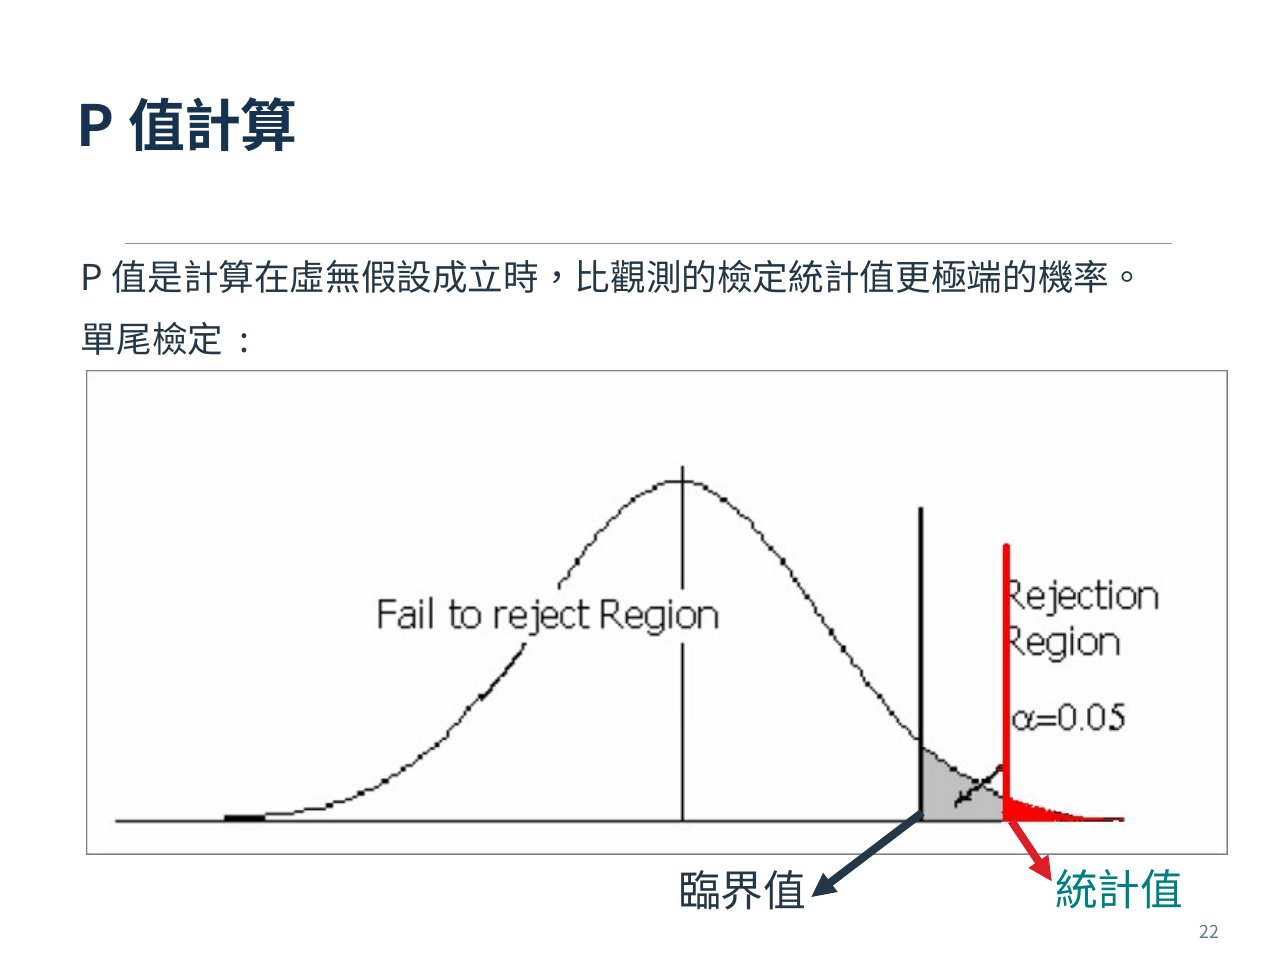 P 值計算
P 值是計算在虛無假設成立時，比觀測的檢定統計值更極端的機率。
單尾檢定：
Fail to reject Region
Rejection
Region
α=0.05
臨界值
統計值
22